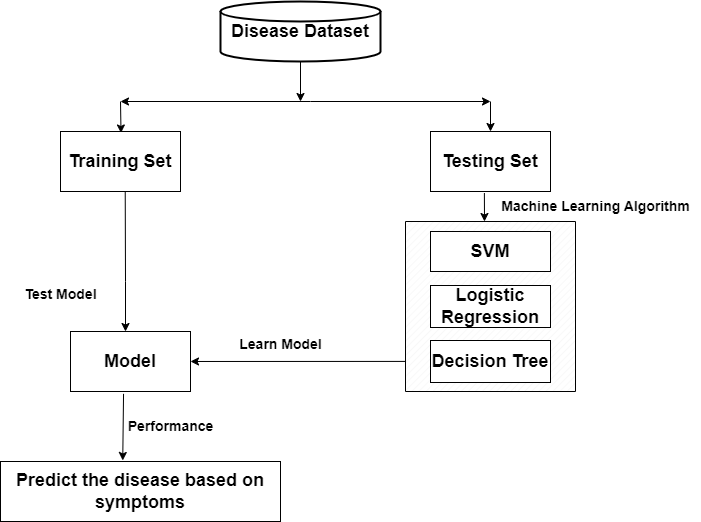 Disease Dataset
Training Set
Testing Set
Machine Learning Algorithm
SVM
Logistic
Regression
Decision Tree
Test Model
Learn Model
Model
Performance
Predict the disease based on
symptoms